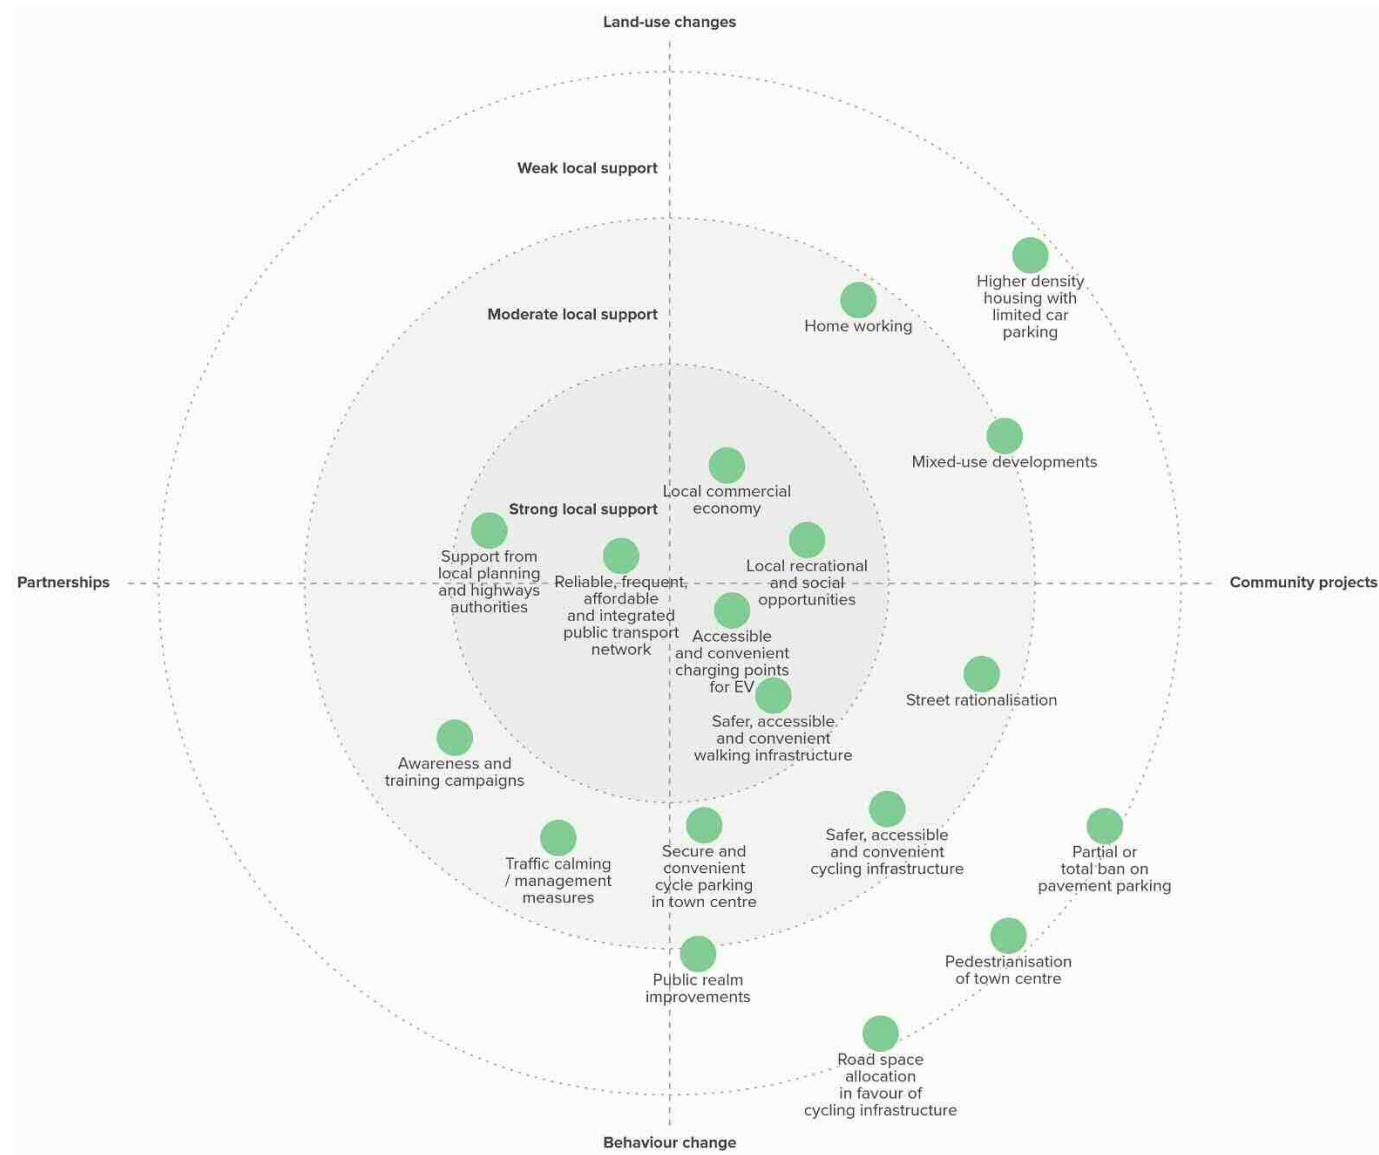 Land-use changes
Weak local support
Higher density
housing with
limited car
parking
Moderate local support
Home working
Mixed-use developments
Local commercial
economy
Strong local support
Support from
local planning
and highways
authorities
Reliable, frequent,
affordable
and integrated
public transport
network
Local recrational
and social
opportunities
Partnerships
Community projects
Accessible
and convenient
charging points
for EV
Street rationalisation
Safer, accessible
and convenient
walking infrastructure
Awareness and
training campaigns
Traffic calming
/ management
measures
Secure and
convenient
cycle parking
in town centre
Safer, accessible
and convenient
cycling infrastructure
Partial or
total ban on
pavement parking
Pedestrianisation
of town centre
Public realm
improvements
Road space
allocation
in favour of
cycling infrastructure
Behaviour change